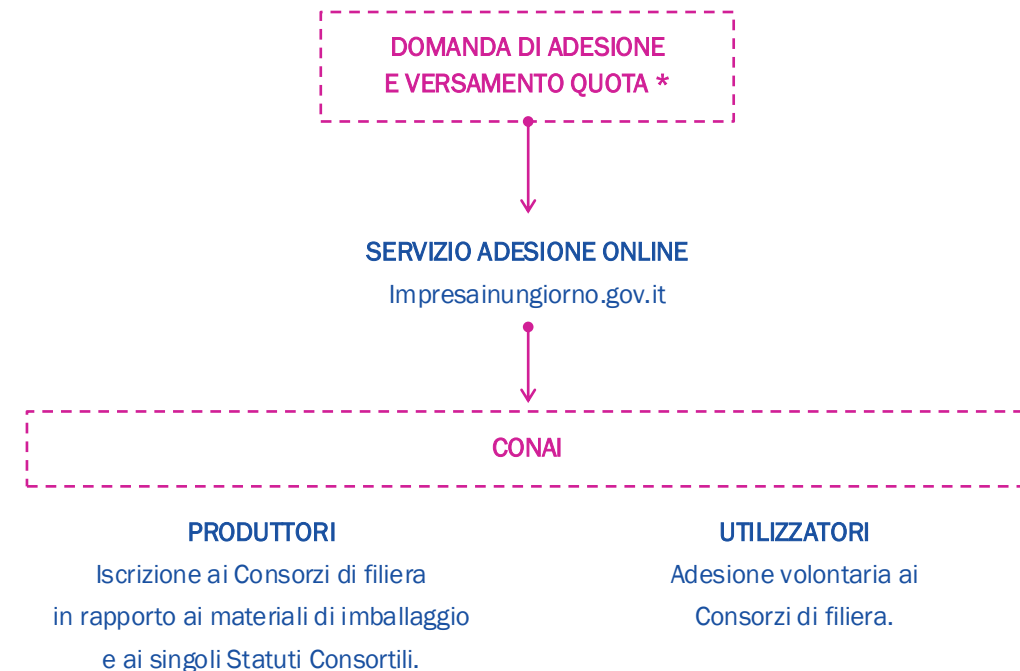 DOMANDA DI ADESIONE
E VERSAMENTO QUOTA *
SERVIZIO ADESIONE ONLINE
Impresainungiorno.gov.it
CONAI
PRODUTTORI
Iscrizione ai Consorzi di filiera
in rapporto ai materiali di imballaggio
e ai singoli Statuti Consortili.
UTILIZZATORI
Adesione volontaria ai
Consorzi di filiera.